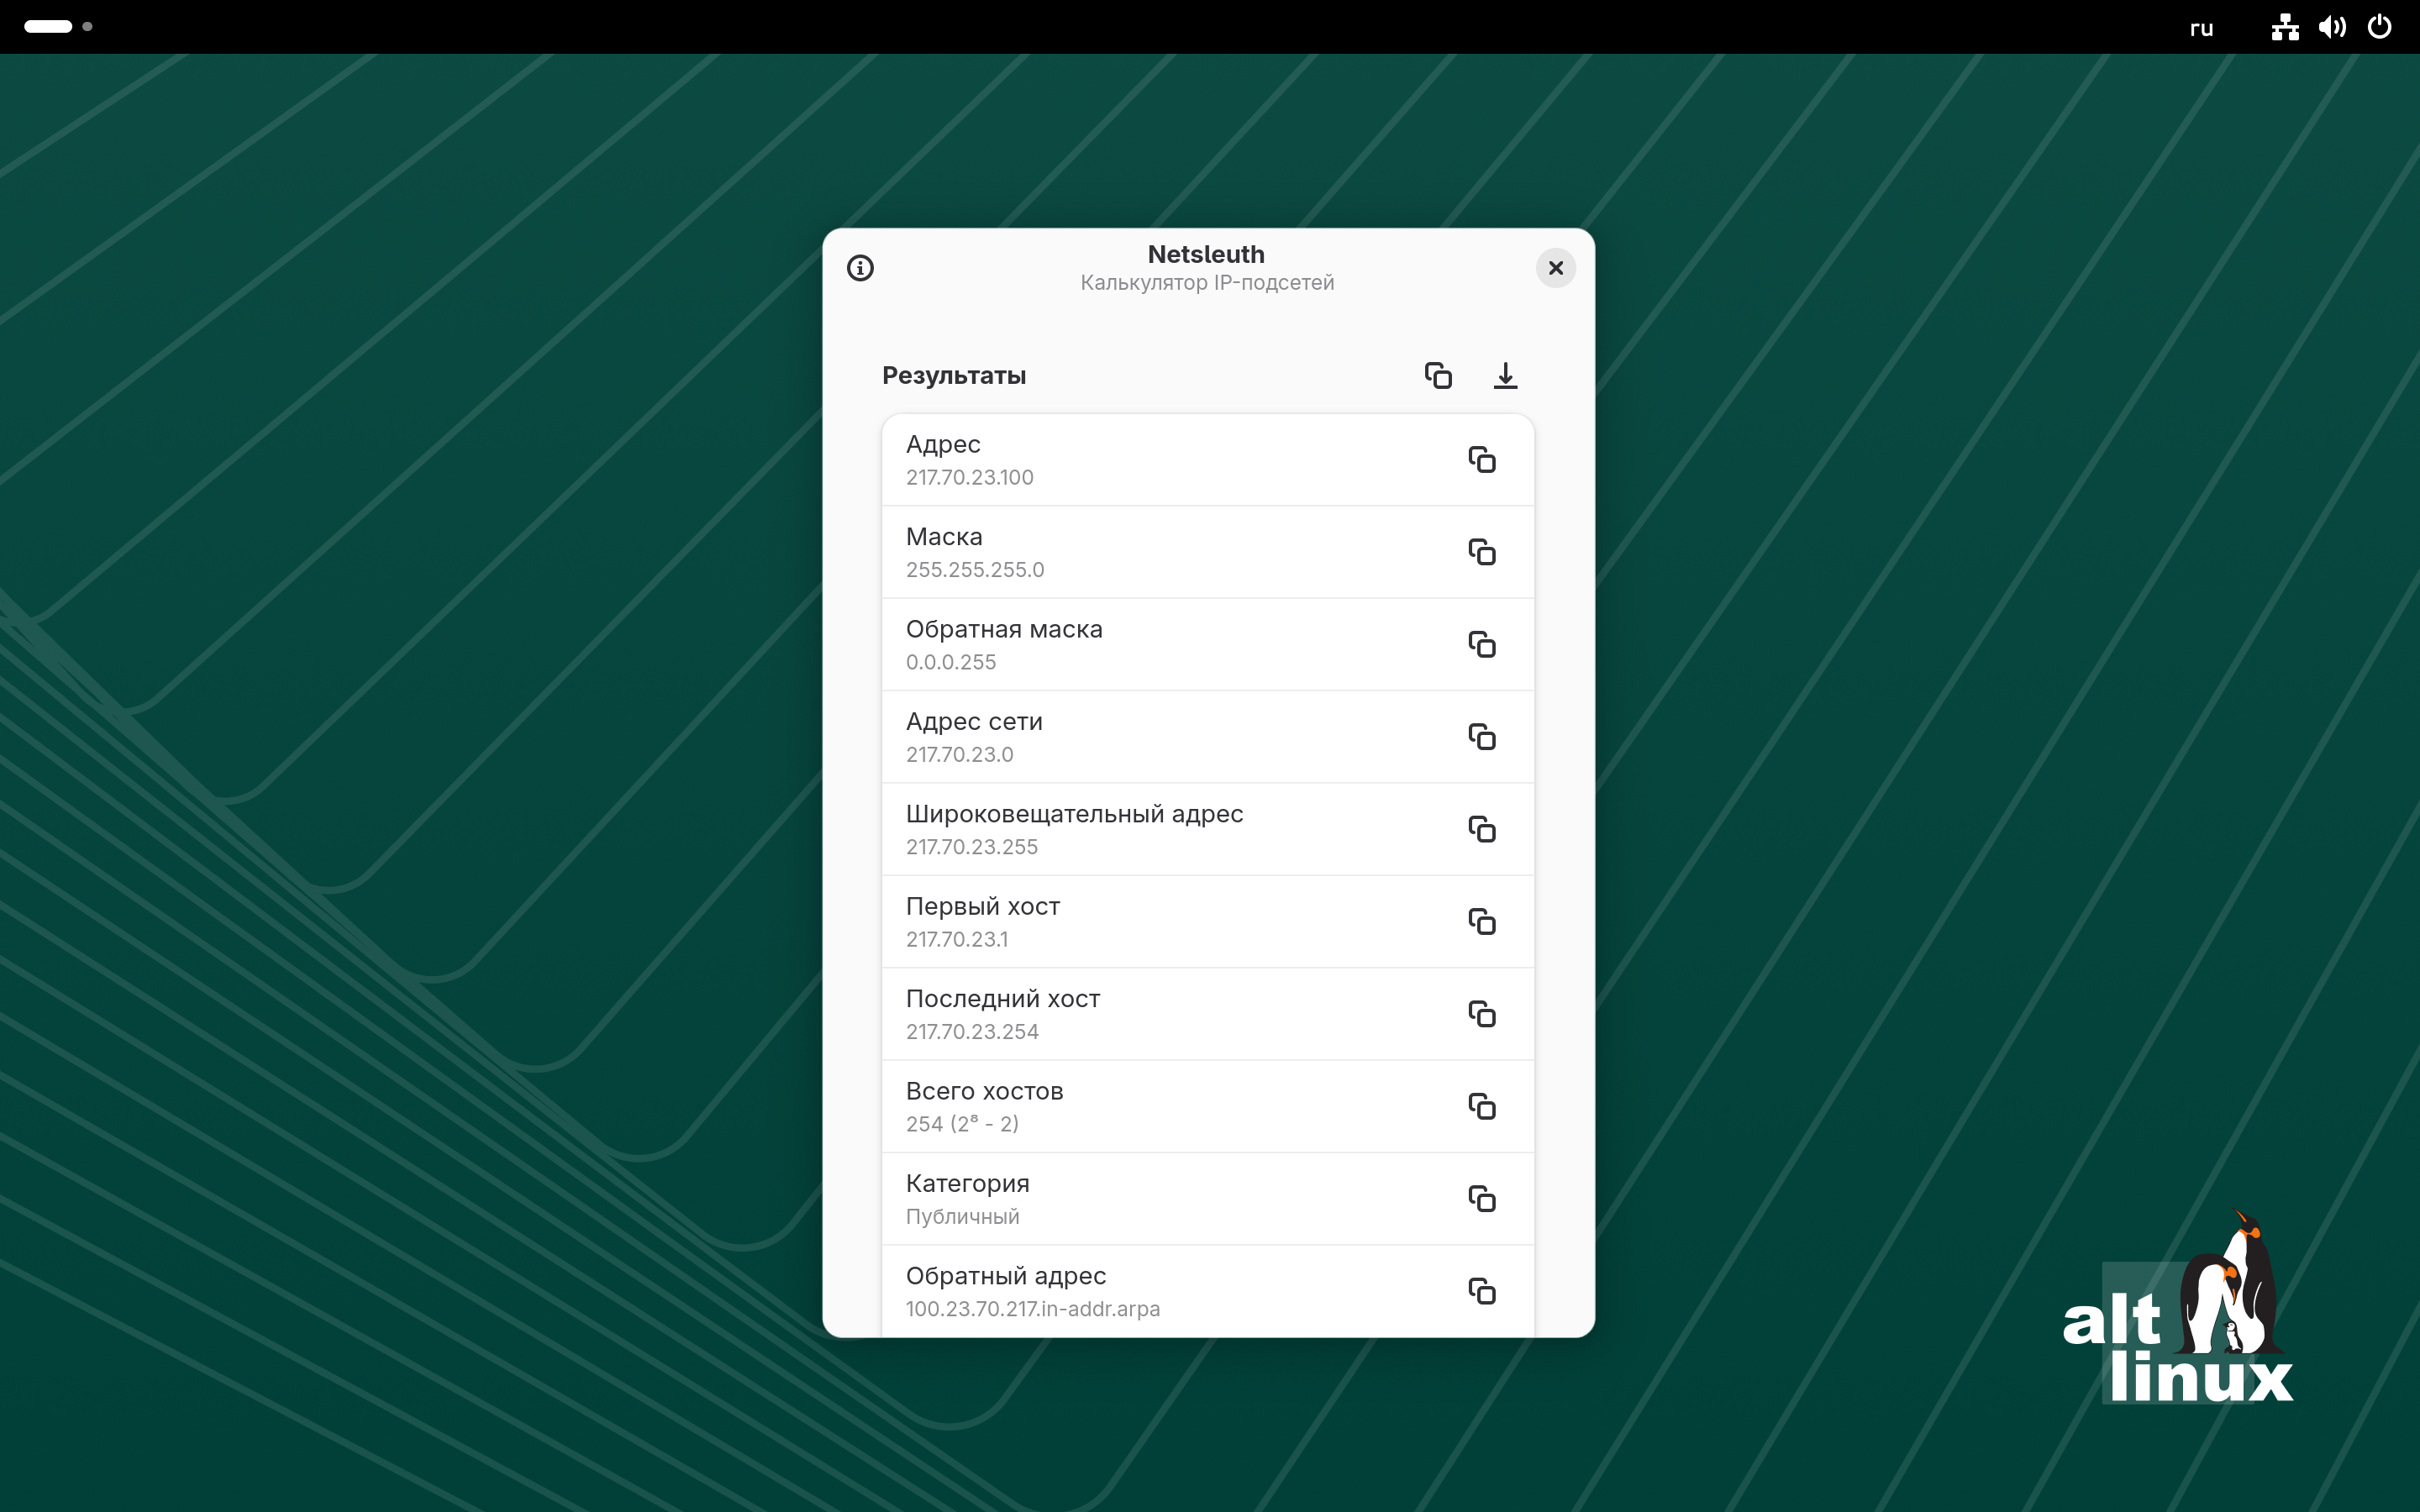 ru
Netsleuth
Калькулятор IP-подсетей
Результаты
Адрес
217.70.23.100
Маска
255.255.255.0
Обратная маска
0.0.0.255
Адрес сети
217.70.23.0
Широковещательный адрес
217.70.23.255
Первый хост
217.70.23.1
Последний хост
217.70.23.254
Всего хостов
254 (2⁸ - 2)
Категория
Публичный
Обратный адрес
100.23.70.217.in-addr.arpa
alt
linux